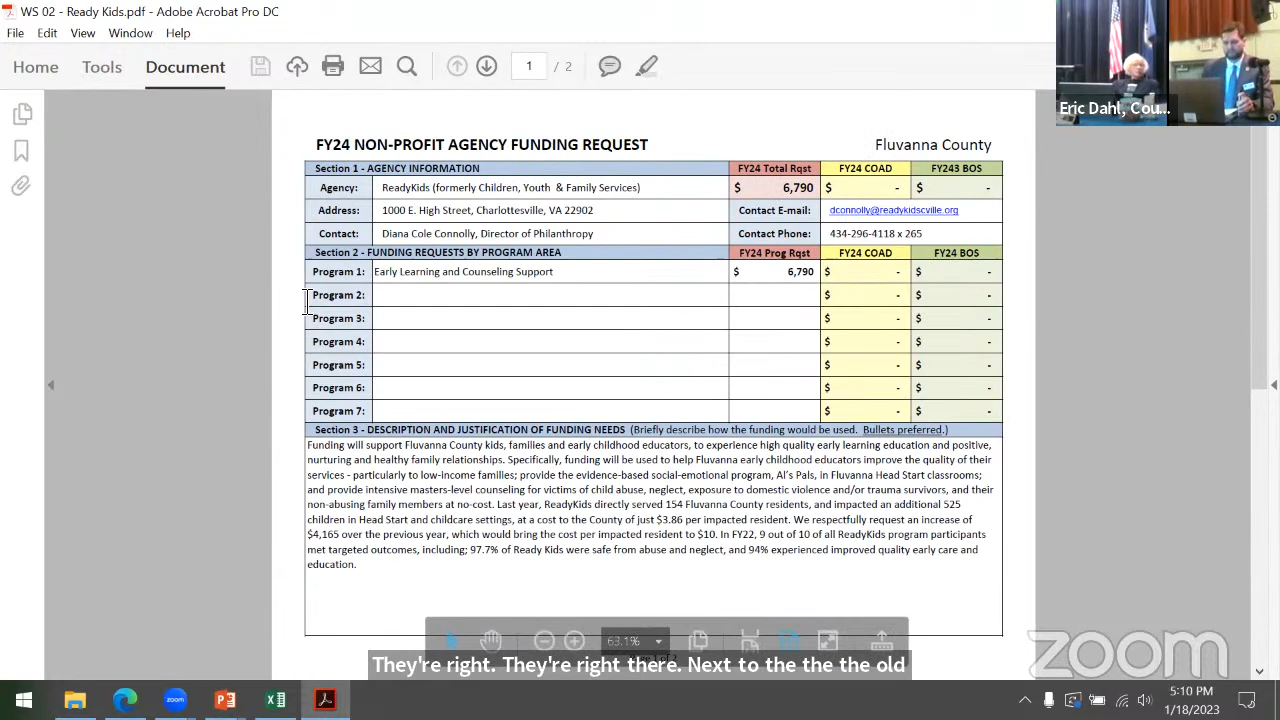 WS 02 - Ready Kids.pdf - Adobe Acrobat Pro DC
File Edit View Window Help
Home Tools Document 1 / 2
Eric Dahl, Cou...
FY24 NON-PROFIT AGENCY FUNDING REQUEST Fluvanna County
Section 1 - AGENCY INFORMATION FY24 Total Rqst FY24 COAD FY243 BOS
Agency: ReadyKids (formerly Children, Youth & Family Services) $ 6,790 $ - $ -
Address: 1000 E. High Street, Charlottesville, VA 22902 Contact E-mail: dconnolly@readykidscville.org
Contact: Diana Cole Connolly, Director of Philanthropy Contact Phone: 434-296-4118 x 265
Section 2 - FUNDING REQUESTS BY PROGRAM AREA FY24 Prog Rqst FY24 COAD FY24 BOS
Program 1: Early Learning and Counseling Support $ 6,790 $ - $ -
Program 2: $ - $ -
Program 3: $ - $ -
Program 4: $ - $ -
Program 5: $ - $ -
Program 6: $ - $ -
Program 7: $ - $ -
Section 3 - DESCRIPTION AND JUSTIFICATION OF FUNDING NEEDS (Briefly describe how the funding would be used. Bullets preferred.)
Funding will support Fluvanna County kids, families and early childhood educators, to experience high quality early learning education and positive,
nurturing and healthy family relationships. Specifically, funding will be used to help Fluvanna early childhood educators improve the quality of their
services - particularly to low-income families; provide the evidence-based social-emotional program, Al's Pals, in Fluvanna Head Start classrooms;
and provide intensive masters-level counseling for victims of child abuse, neglect, exposure to domestic violence and/or trauma survivors, and their
non-abusing family members at no-cost. Last year, ReadyKids directly served 154 Fluvanna County residents, and impacted an additional 525
children in Head Start and childcare settings, at a cost to the County of just $3.86 per impacted resident. We respectfully request an increase of
$4,165 over the previous year, which would bring the cost per impacted resident to $10. In FY22, 9 out of 10 of all ReadyKids program participants
met targeted outcomes, including; 97.7% of Ready Kids were safe from abuse and neglect, and 94% experienced improved quality early care and
education.
63.1%
They're right. They're right there. Next to the the the old
zoom
zoom
5:10 PM
1/18/2023